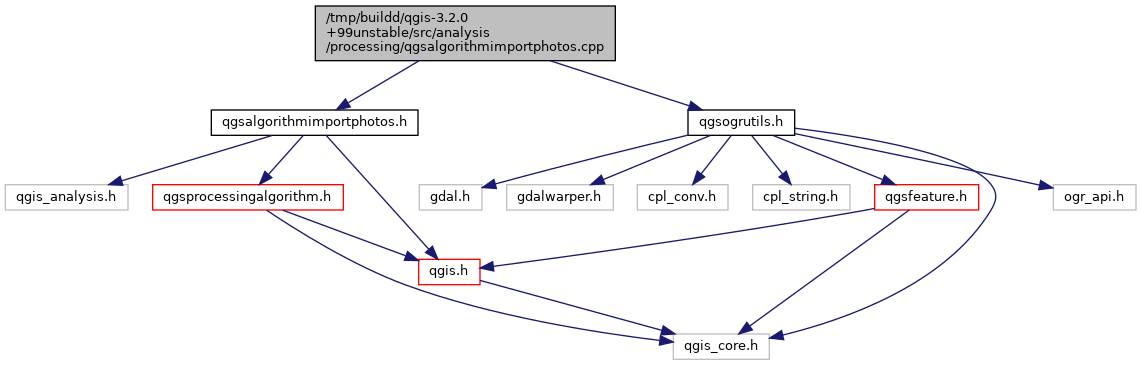 /tmp/buildd/qgis-3.2.0
+99unstable/src/analysis
/processing/qgsalgorithmimportphotos.cpp
qgsalgorithmimportphotos.h
qgsogrutils.h
qgis_analysis.h
qgsprocessingalgorithm.h
gdal.h
gdalwarper.h
cpl_conv.h
cpl_string.h
qgsfeature.h
ogr_api.h
qgis.h
qgis_core.h